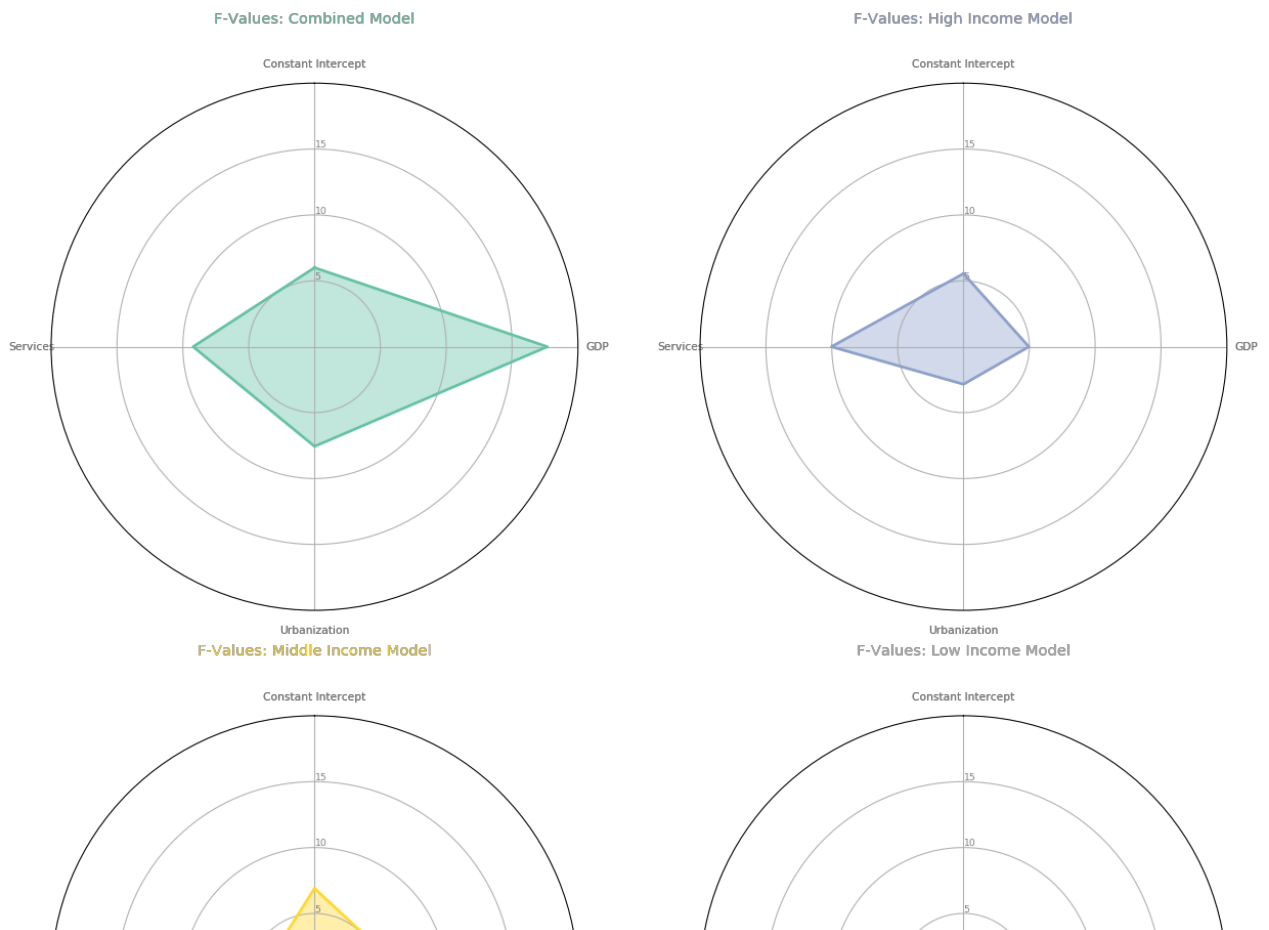 F-Values: Combined Model
Constant Intercept
15
10
5
Services
GDP
Urbanization
F-Values: High Income Model
Constant Intercept
15
10
5
Services
GDP
Urbanization
F-Values: Middle Income Model
Constant Intercept
15
10
5
F-Values: Low Income Model
Constant Intercept
15
10
5